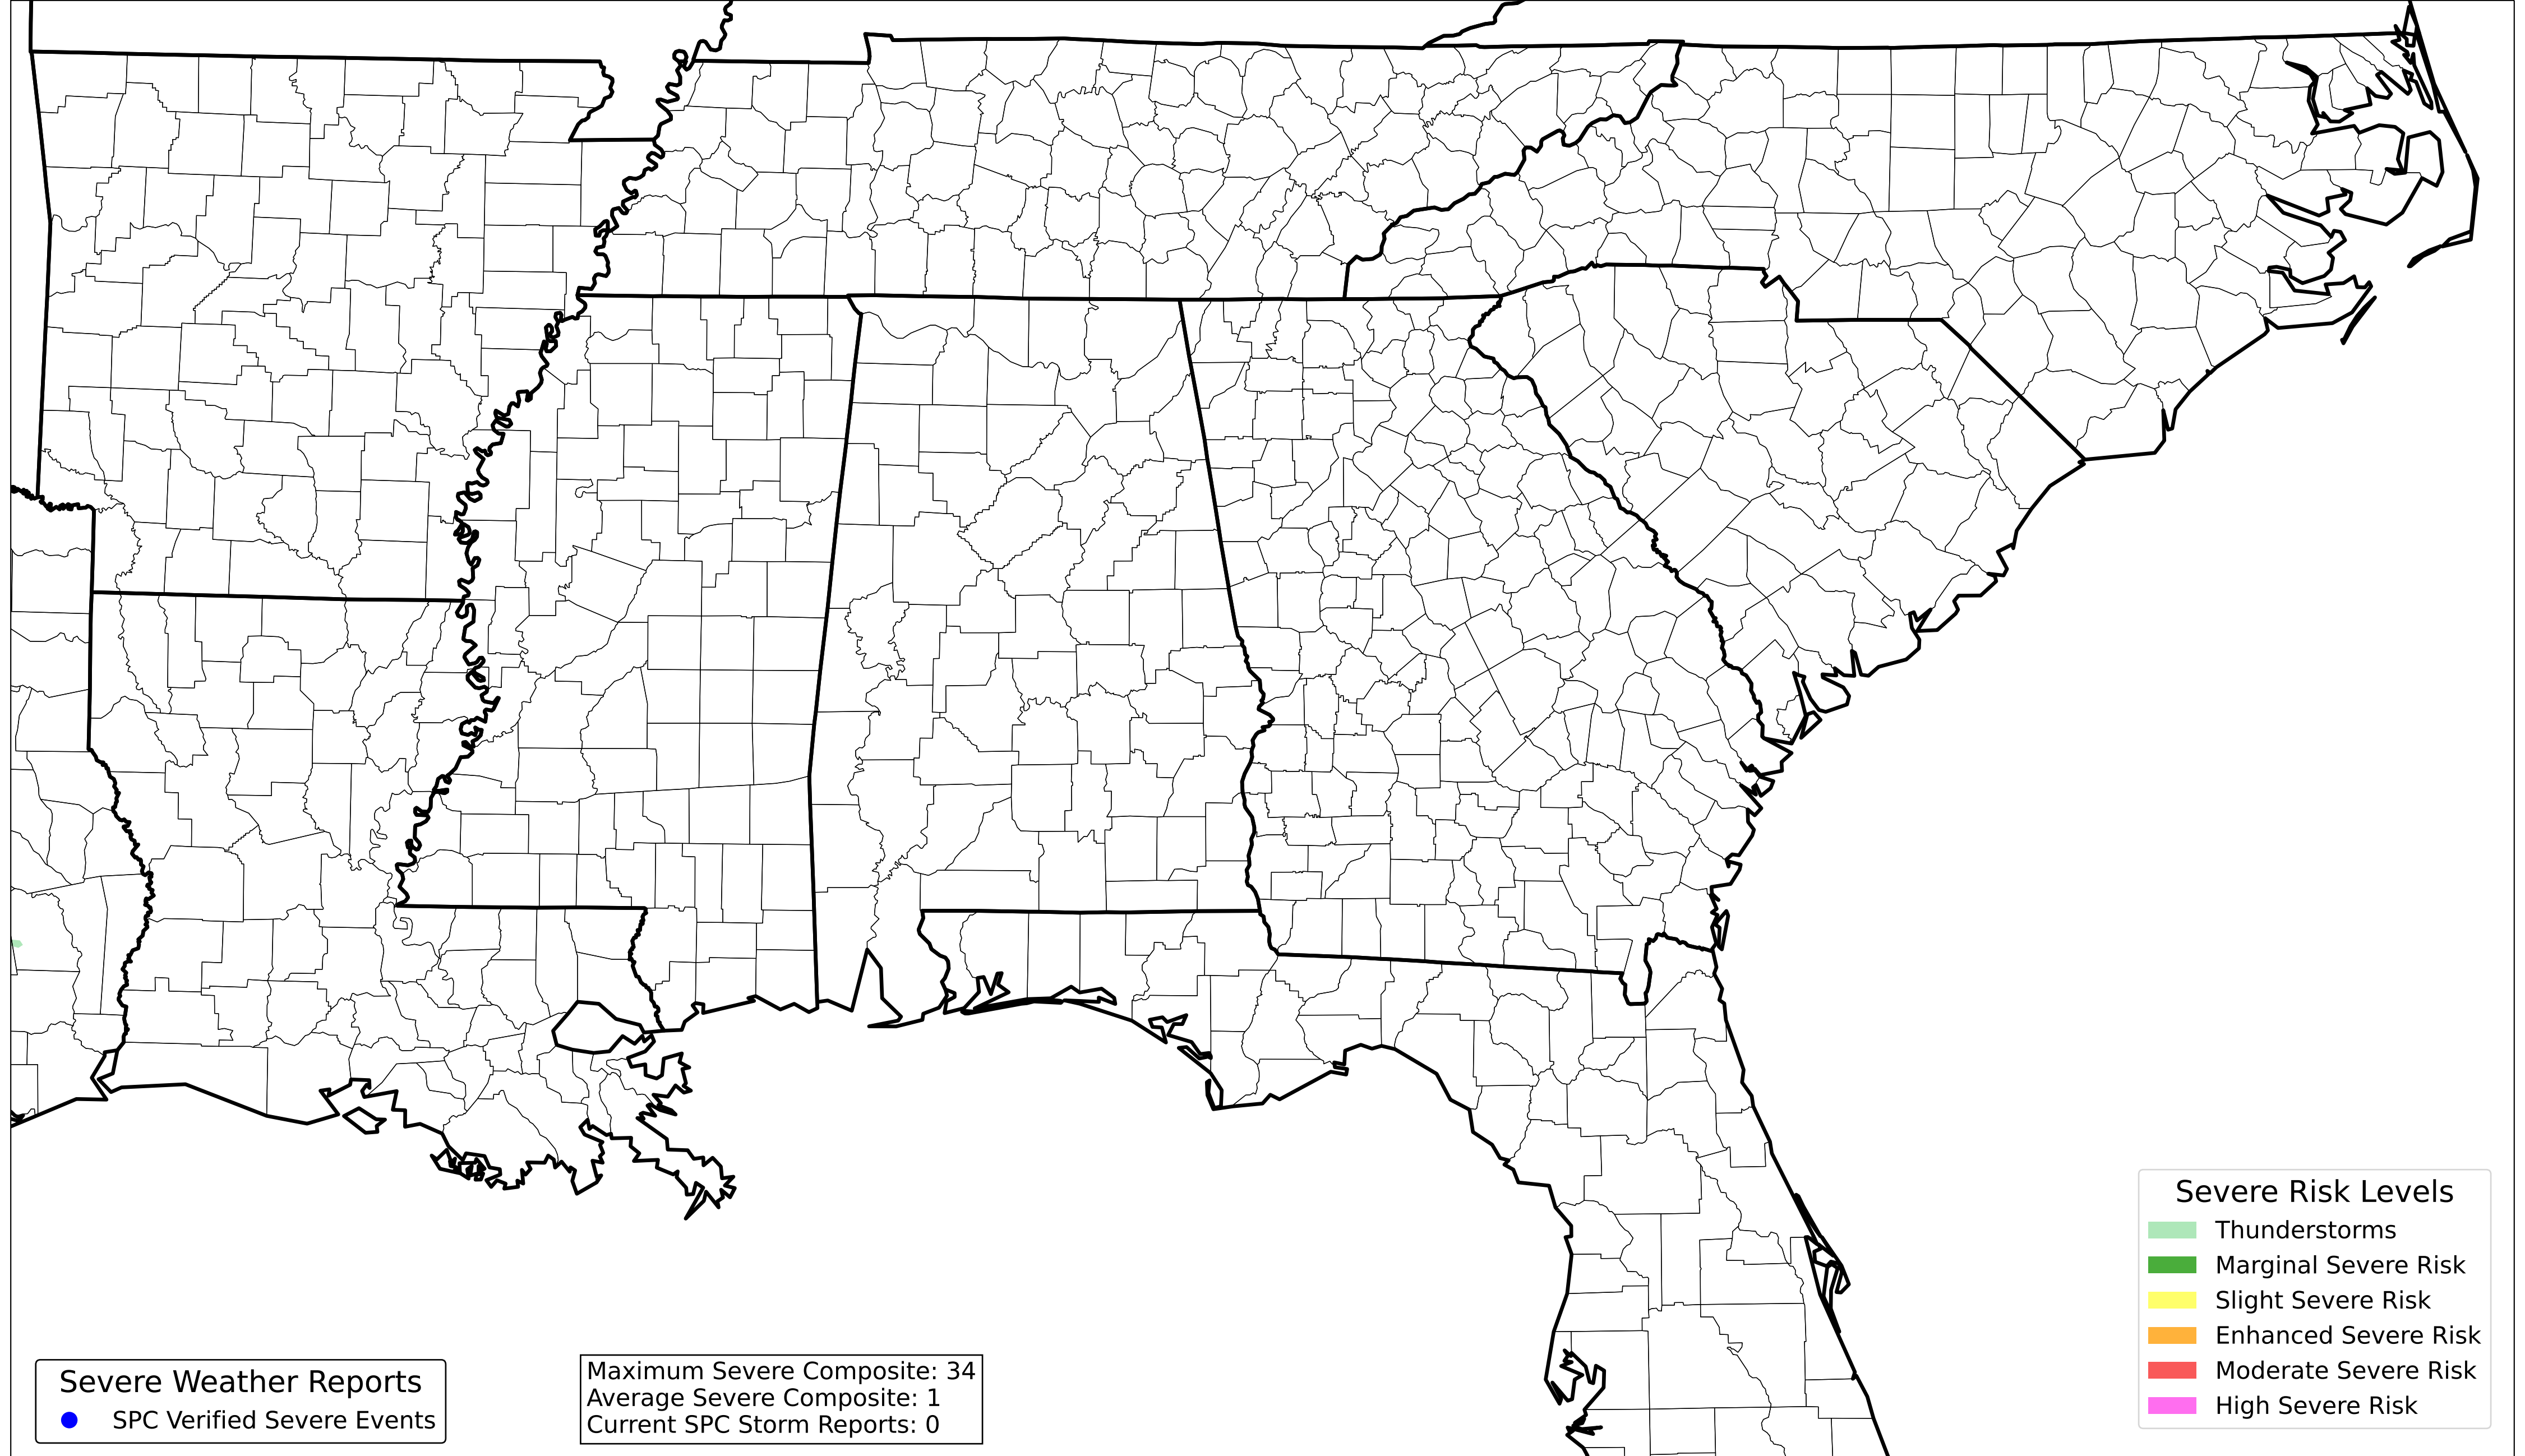 Severe Risk Levels
Thunderstorms
Marginal Severe Risk
Slight Severe Risk
Enhanced Severe Risk
Moderate Severe Risk
High Severe Risk
Severe Weather Reports
SPC Verified Severe Events
Maximum Severe Composite: 34
Average Severe Composite: 1
Current SPC Storm Reports: 0